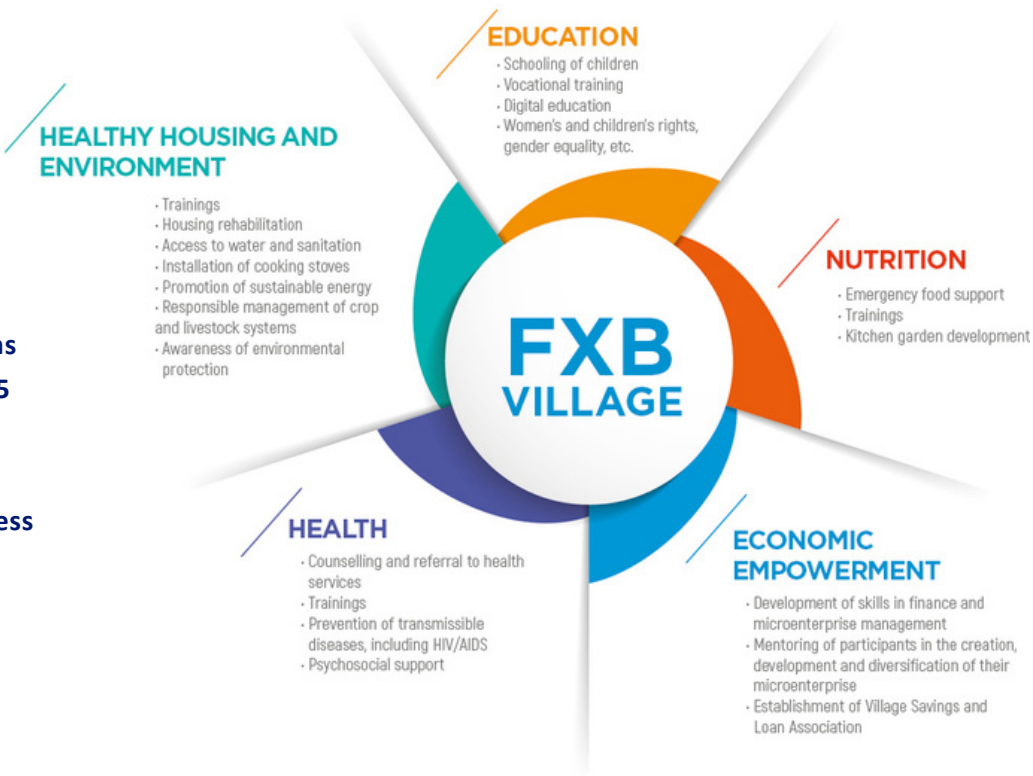 EDUCATION
· Schooling of children
· Vocational training
· Digital education
· Women's and children's rights,
gender equality, etc.
HEALTHY HOUSING AND
ENVIRONMENT
· Trainings
· Housing rehabilitation
· Access to water and sanitation
· Installation of cooking stoves
· Promotion of sustainable energy
· Responsible management of crop
and livestock systems
· Awareness of environmental
protection
NUTRITION
· Emergency food support
· Trainings
· Kitchen garden development
FXB
VILLAGE
HEALTH
· Counselling and referral to health
services
· Trainings
· Prevention of transmissible
diseases, including HIV/AIDS
· Psychosocial support
ECONOMIC
EMPOWERMENT
· Development of skills in finance and
microenterprise management
· Mentoring of participants in the creation,
development and diversification of their
microenterprise
· Establishment of Village Savings and
Loan Association